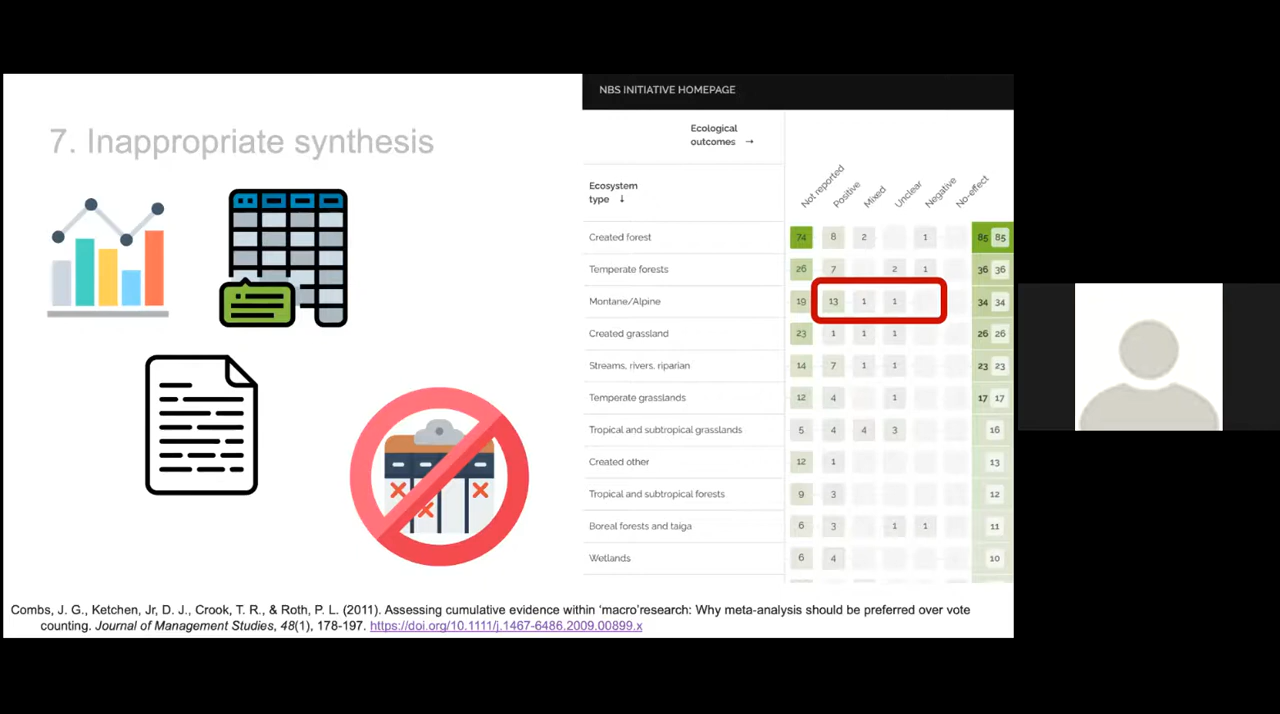 7. Inappropriate synthesis
NBS INITIATIVE HOMEPAGE
Ecological
outcomes →
Ecosystem
type ↓
Not reported
Positive
Mixed
Unclear
Negative
No-effect
Created forest 74 8 2 1 85 85
Temperate forests 26 7 2 1 36 36
Montane/Alpine 19 13 1 1 34 34
Created grassland 23 1 1 1 26 26
Streams, rivers, riparian 14 7 1 1 23 23
Temperate grasslands 12 4 1 17 17
Tropical and subtropical grasslands 5 4 4 3 16
Created other 12 1 13
Tropical and subtropical forests 9 3 12
Boreal forests and taiga 6 3 1 1 11
Wetlands 6 4 10
Combs, J. G., Ketchen, Jr, D. J., Crook, T. R., & Roth, P. L. (2011). Assessing cumulative evidence within ‘macro’research: Why meta-analysis should be preferred over vote
counting. Journal of Management Studies, 48(1), 178-197. https://doi.org/10.1111/j.1467-6486.2009.00899.x